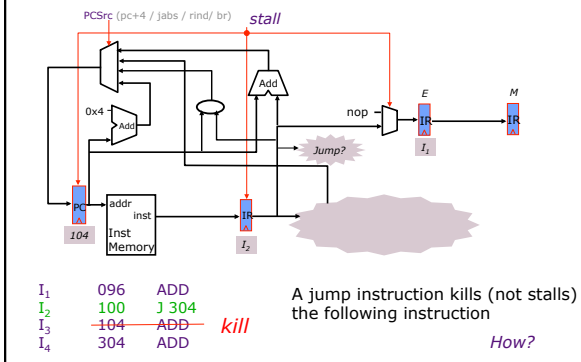 PCSrc (pc+4 / jabs / rind/ br)
stall
E
M
Add
nop
0x4
Add
IR
IR
Jump?
I₁
PC
addr
inst
IR
104
Inst
Memory
I₂
I₁ 096 ADD
I₂ 100 J 304
I₃ 104 ADD kill
I₄ 304 ADD
A jump instruction kills (not stalls)
the following instruction
How?